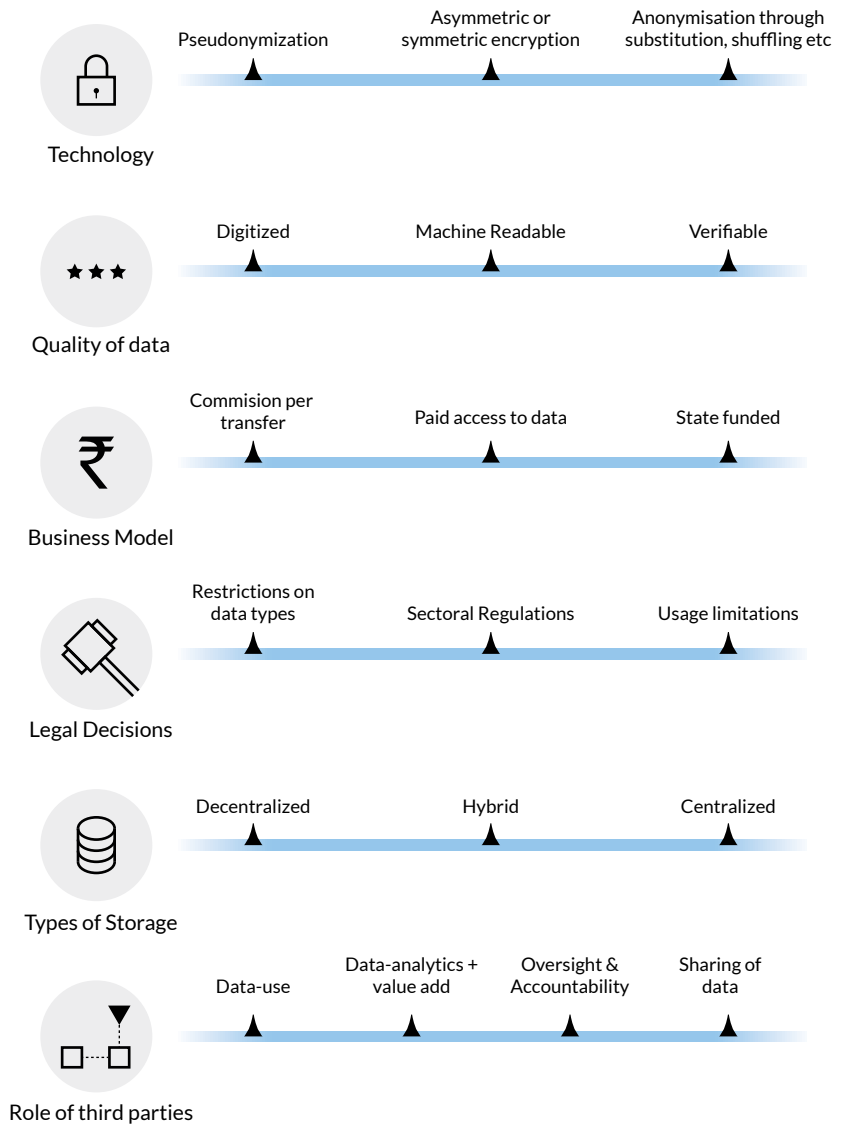 Pseudonymization
Asymmetric or
symmetric encryption
Anonymisation through
substitution, shuffling etc
Technology
Digitized
Machine Readable
Verifiable
Quality of data
Commision per
transfer
Paid access to data
State funded
₹
Business Model
Restrictions on
data types
Sectoral Regulations
Usage limitations
Legal Decisions
Decentralized
Hybrid
Centralized
Types of Storage
Data-use
Data-analytics +
value add
Oversight &
Accountability
Sharing of
data
Role of third parties